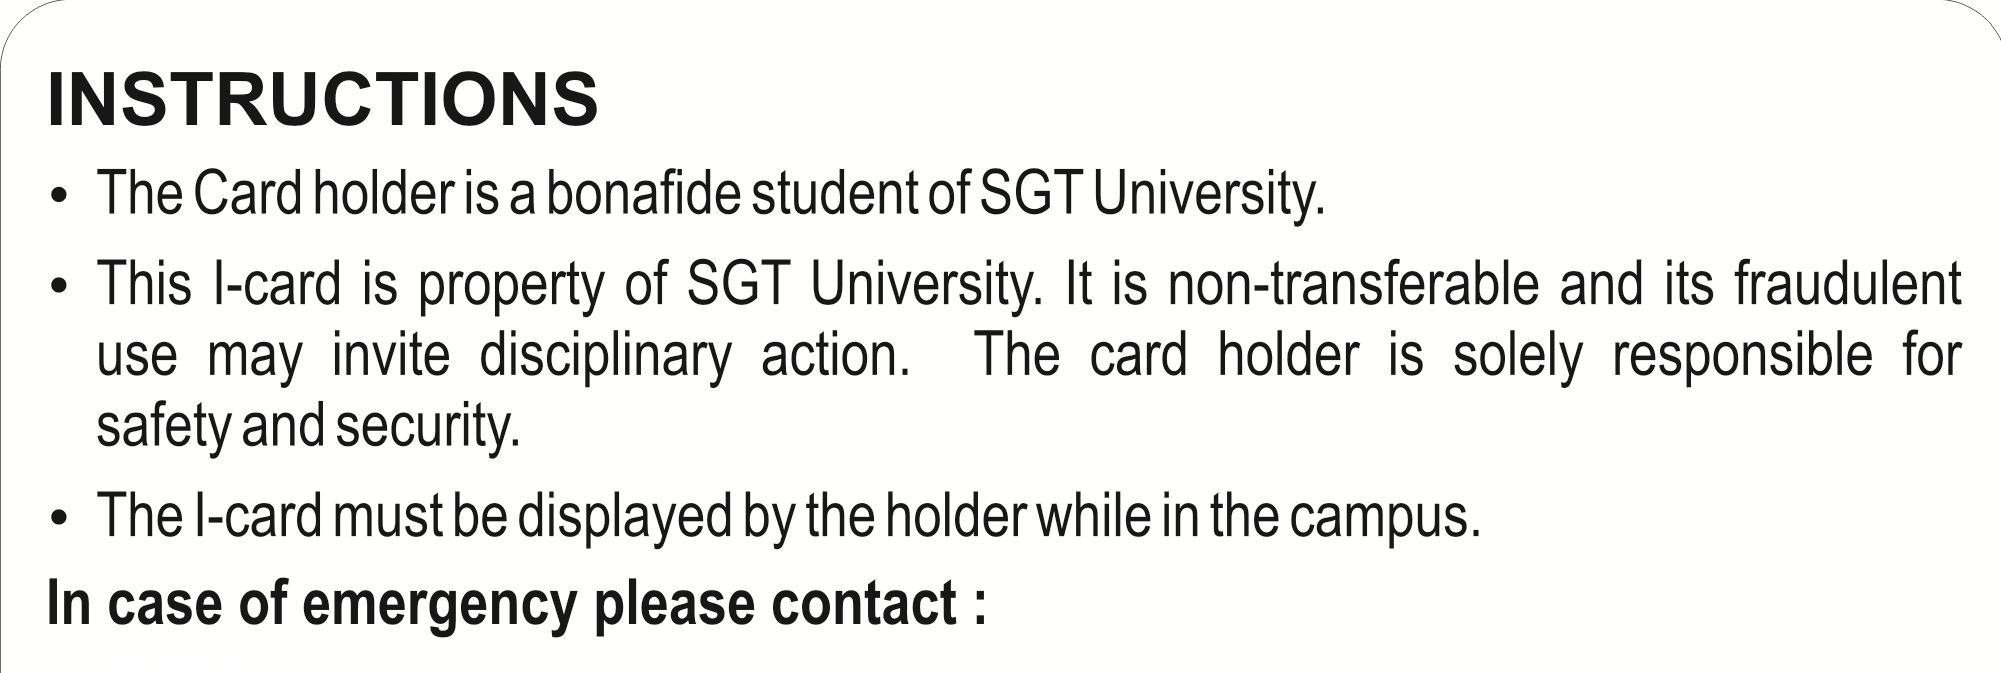 INSTRUCTIONS
• The Card holder is a bonafide student of SGT University.
• This I-card is property of SGT University. It is non-transferable and its fraudulent
use may invite disciplinary action. The card holder is solely responsible for
safety and security.
• The I-card must be displayed by the holder while in the campus.
In case of emergency please contact :